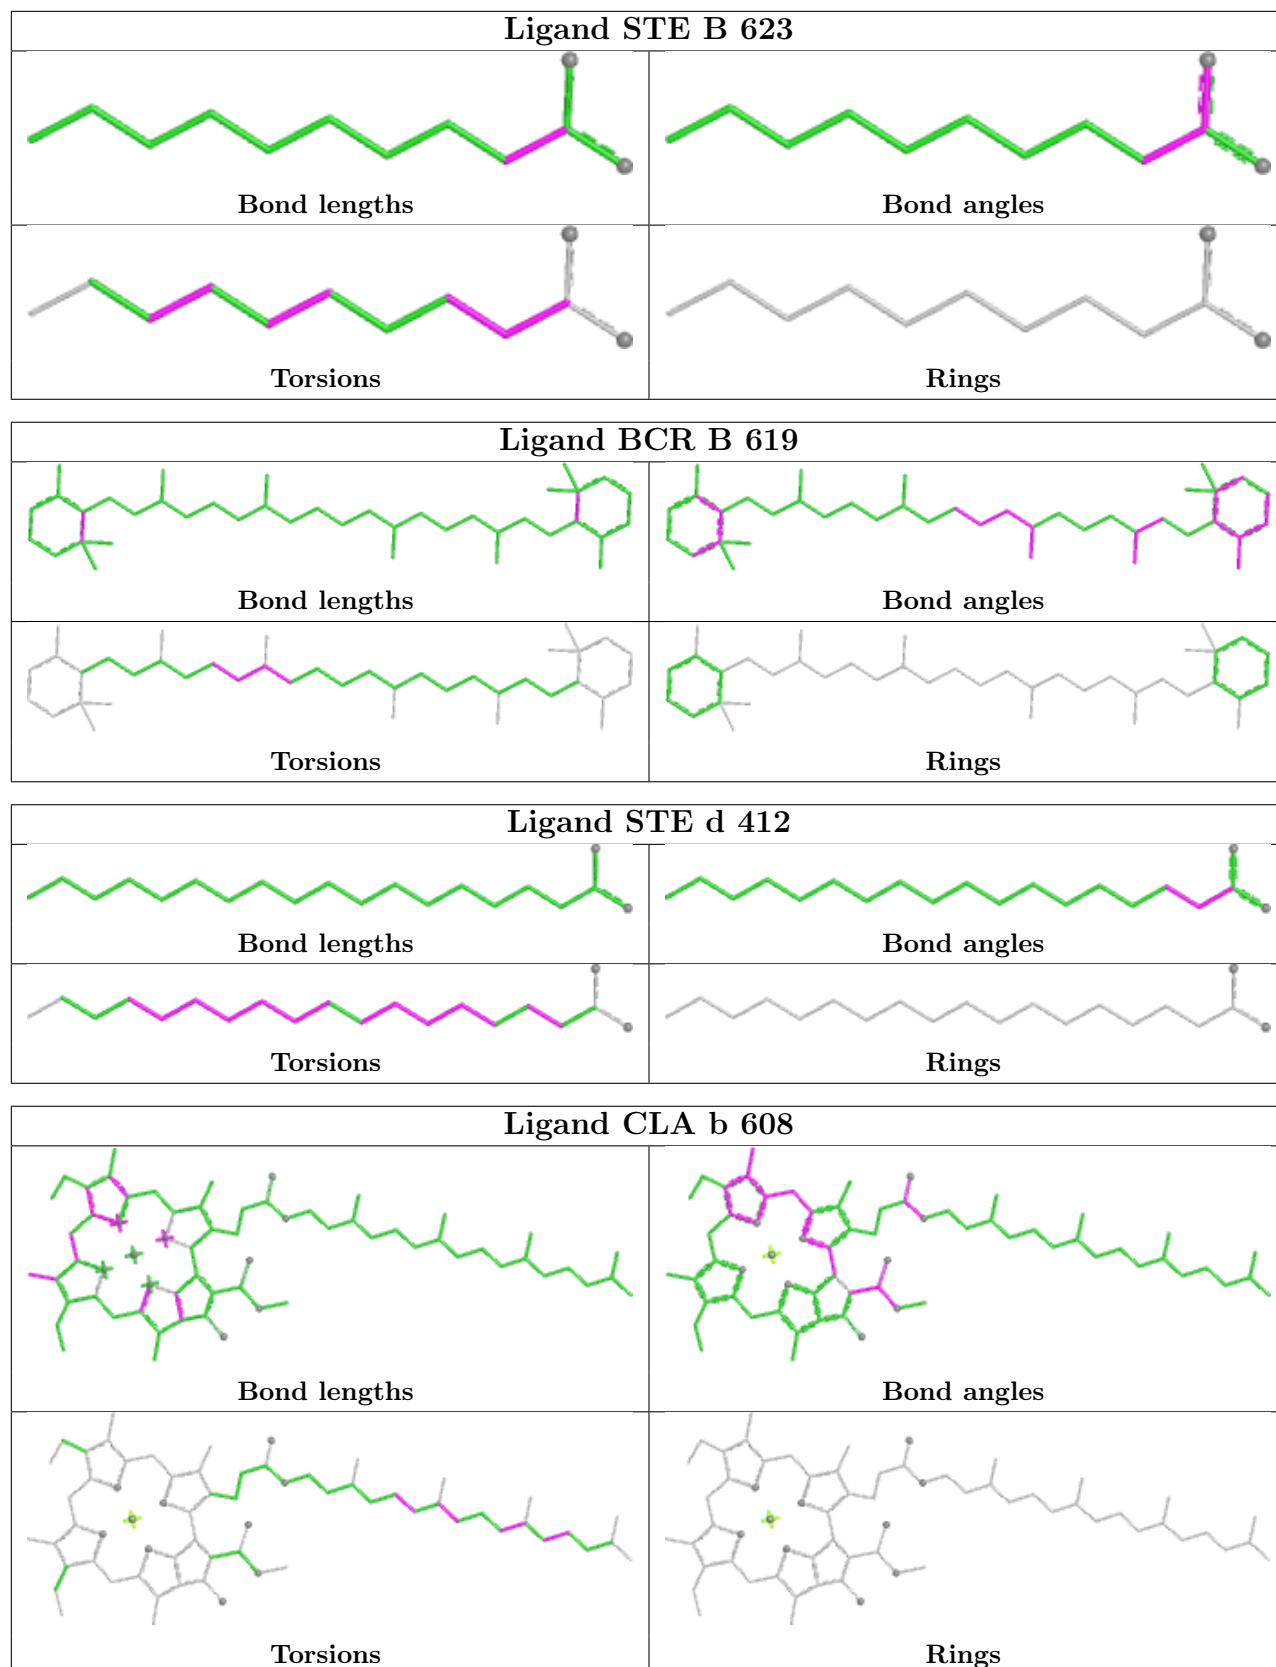 Ligand STE B 623
Bond lengths
Bond angles
Torsions
Rings
Ligand BCR B 619
Bond lengths
Bond angles
Torsions
Rings
Ligand STE d 412
Bond lengths
Bond angles
Torsions
Rings
Ligand CLA b 608
Bond lengths
Bond angles
Torsions
Rings